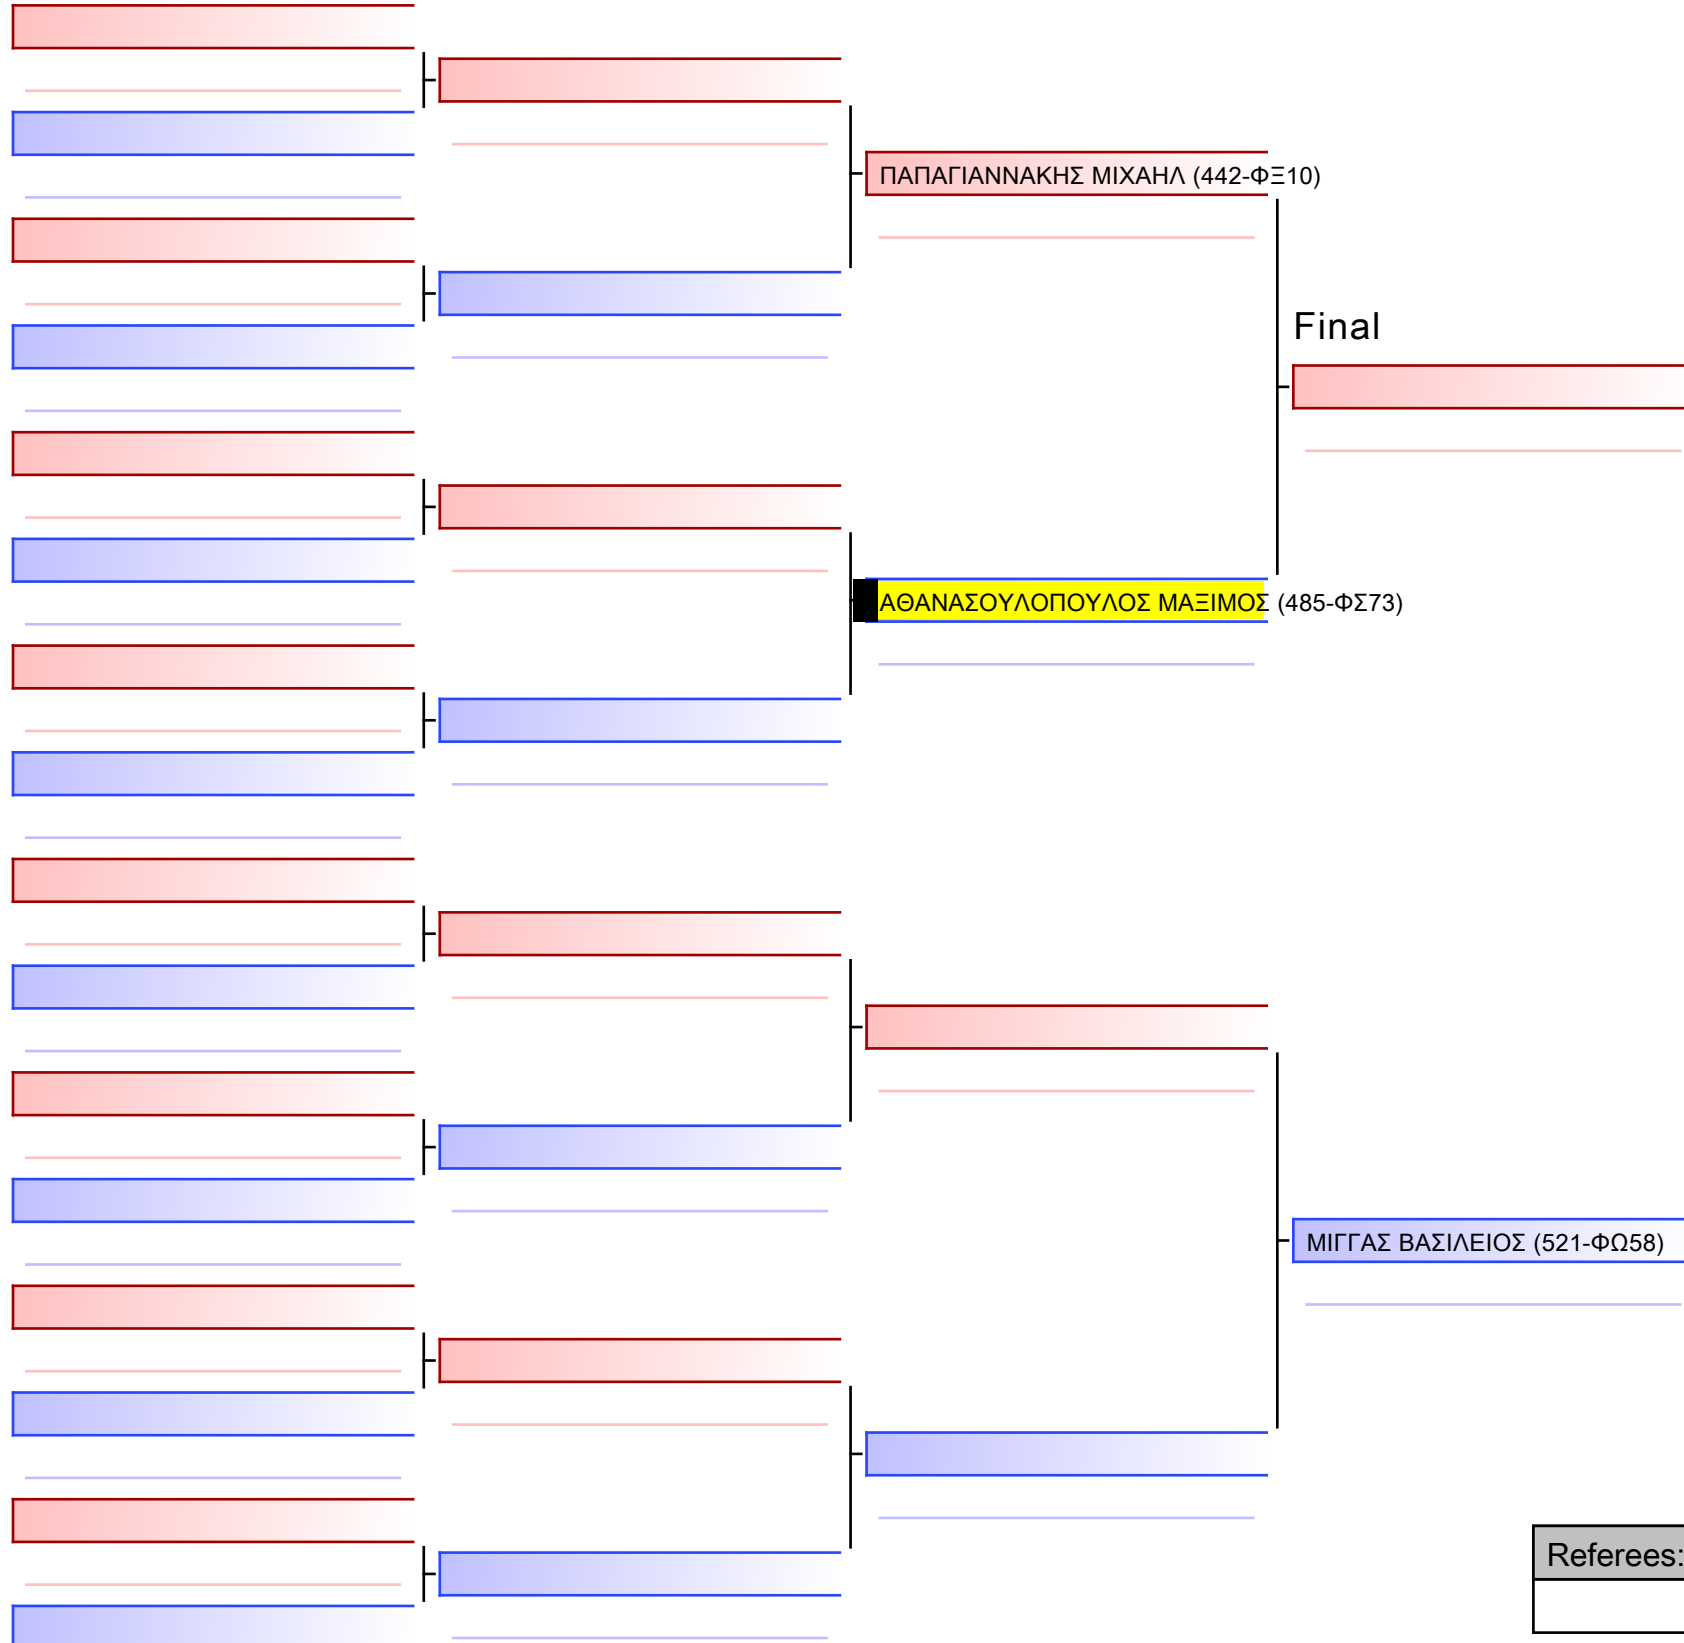 ΠΑΠΑΓΙΑΝΝΑΚΗΣ ΜΙΧΑΗΛ (442-ΦΞ10)
Final
ΑΘΑΝΑΣΟΥΛΟΠΟΥΛΟΣ ΜΑΞΙΜΟΣ (485-ΦΣ73)
ΜΙΓΓΑΣ ΒΑΣΙΛΕΙΟΣ (521-ΦΩ58)
Referees: